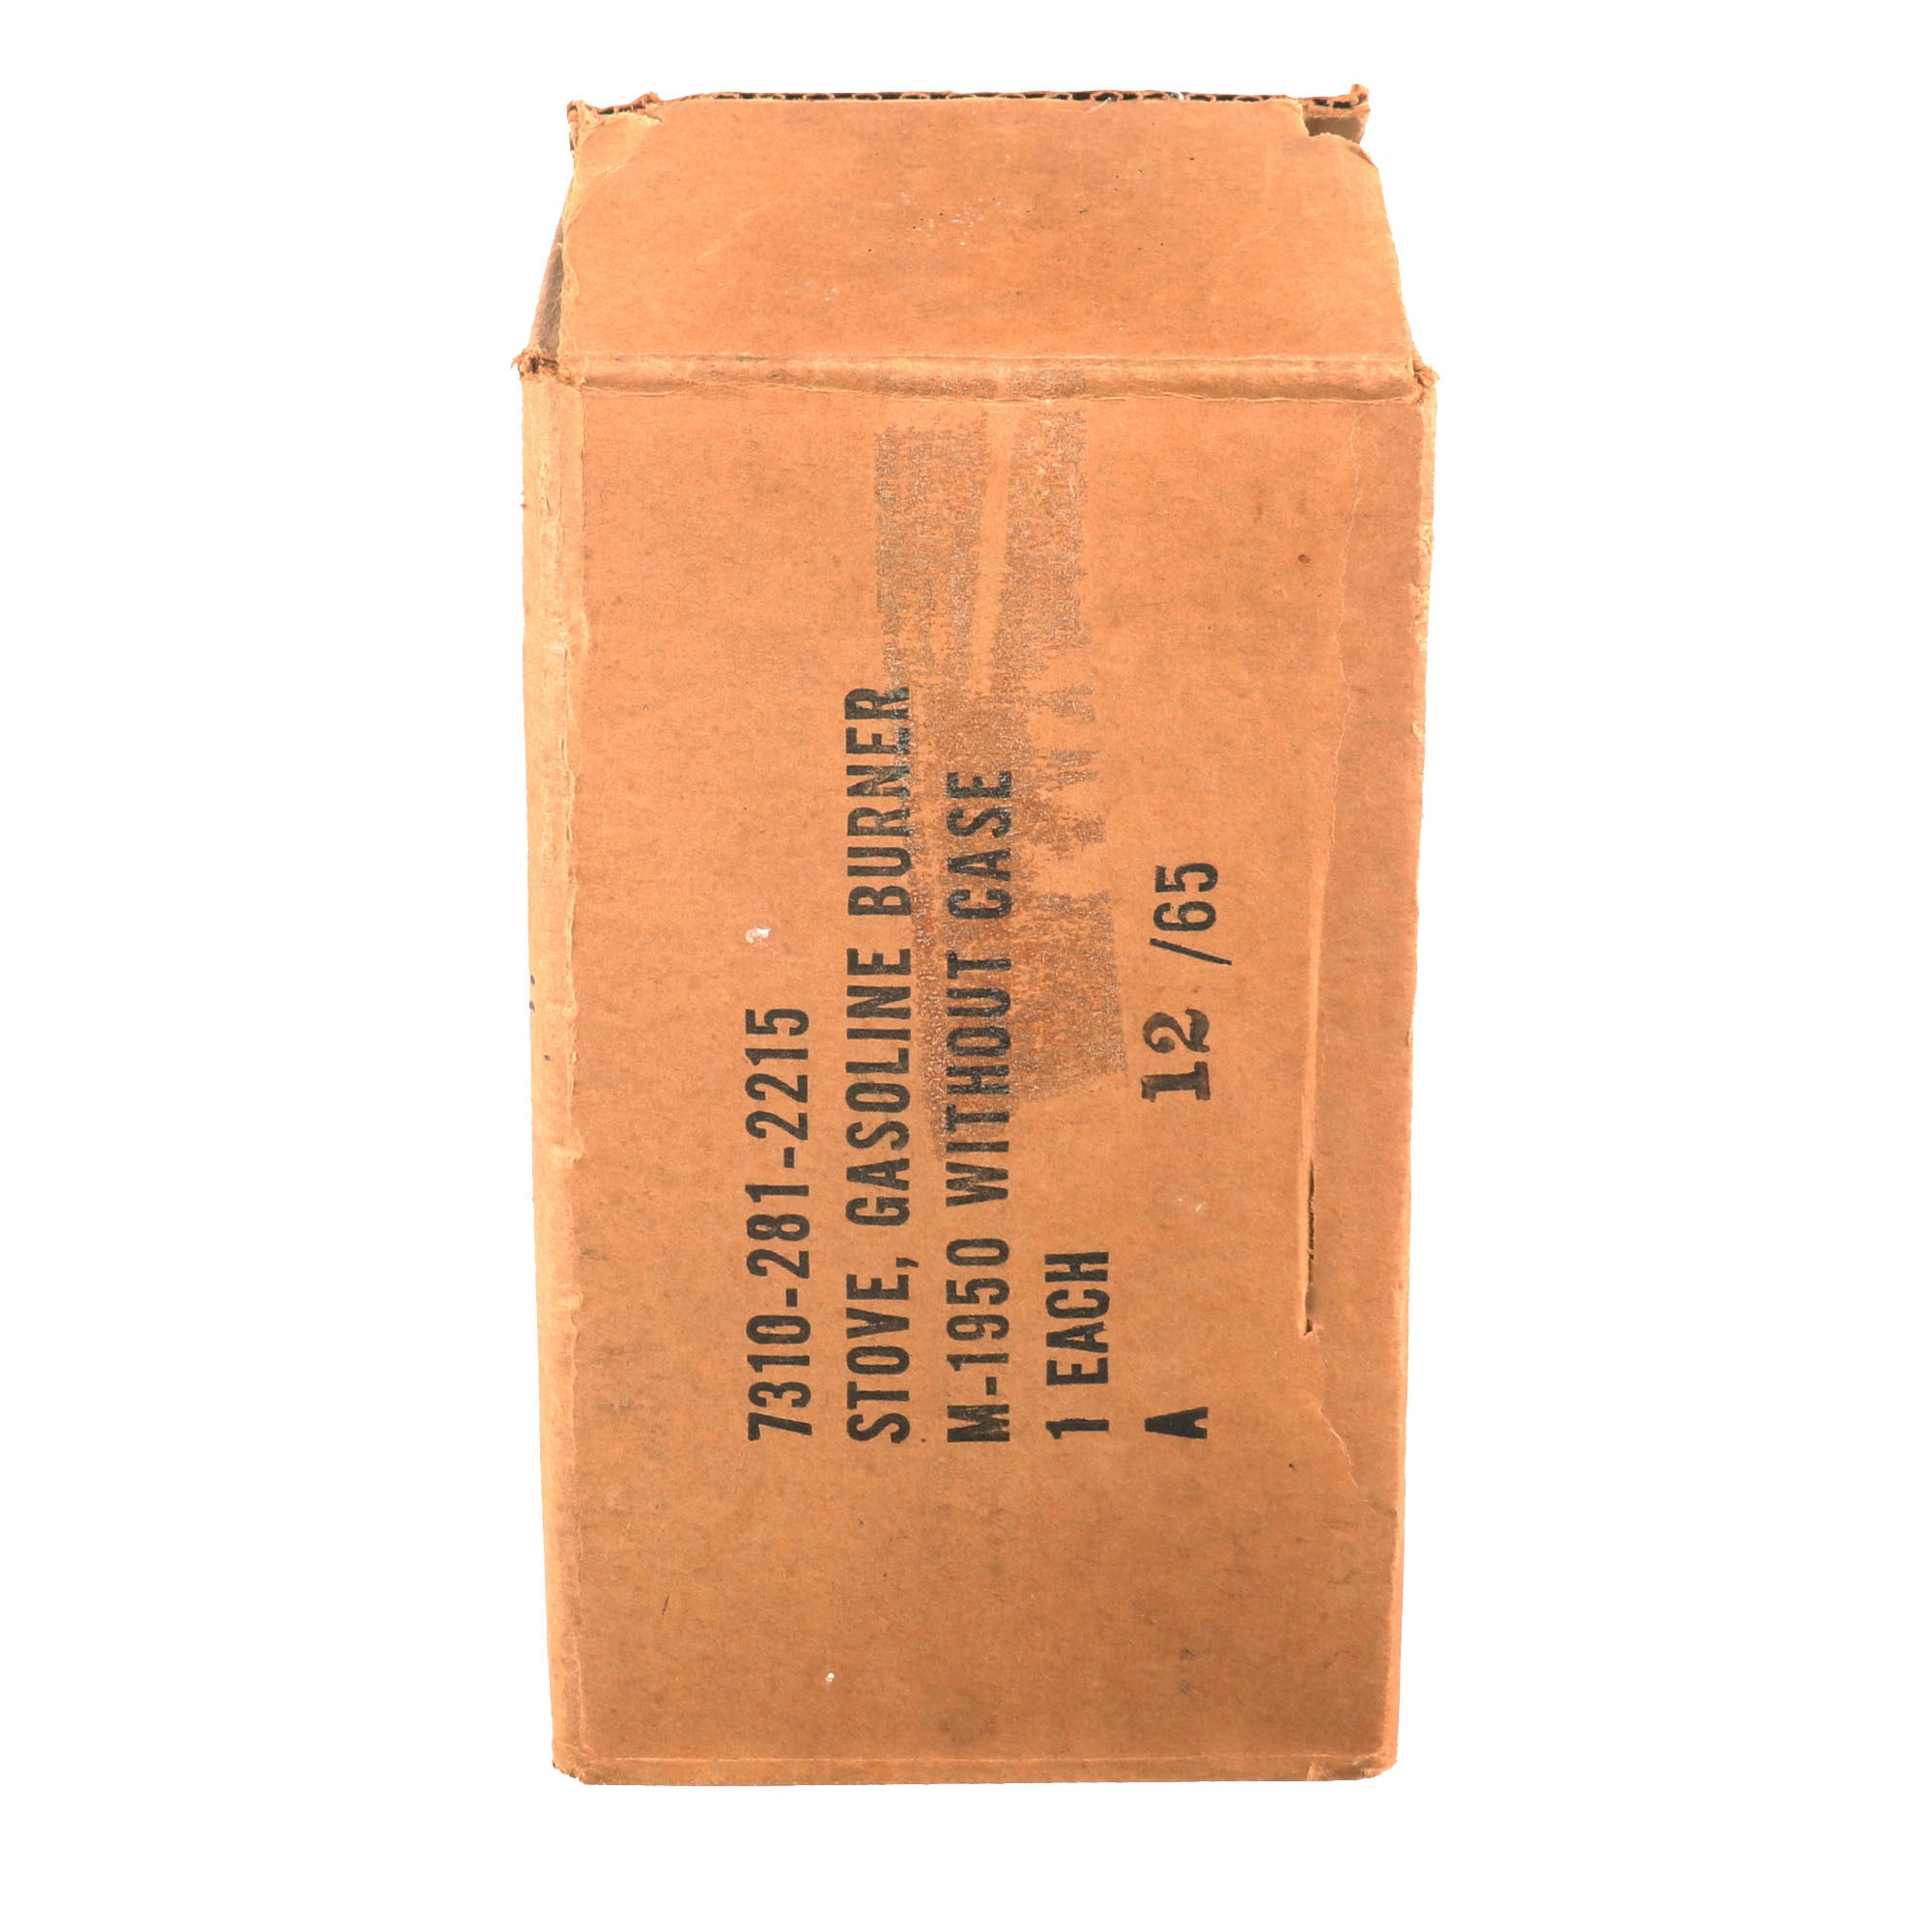 7310-281-2215
STOVE, GASOLINE BURNER
M-1950 WITHOUT CASE
1 EACH
A 12 /65